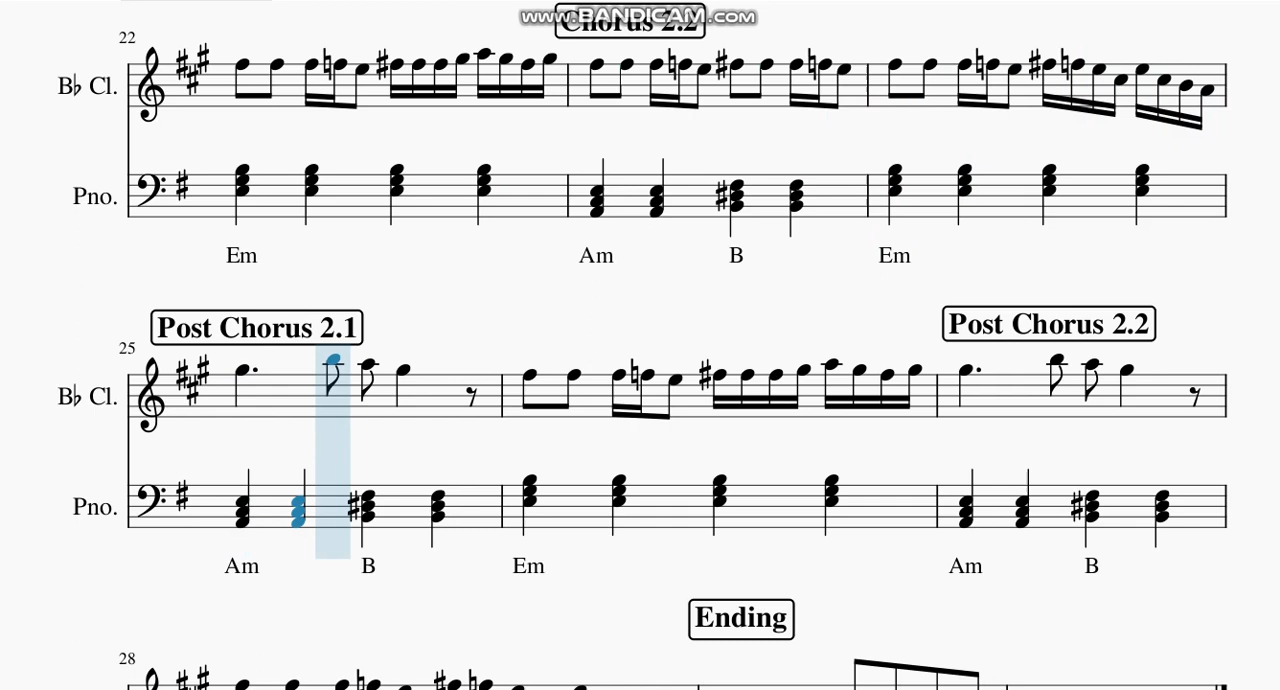 www.BANDICAM.com
Chorus 2.2
22
B♭ Cl.
Pno.
Em
Am
B
Em
Post Chorus 2.1
Post Chorus 2.2
25
B♭ Cl.
Pno.
Am
B
Em
Am
B
Ending
28